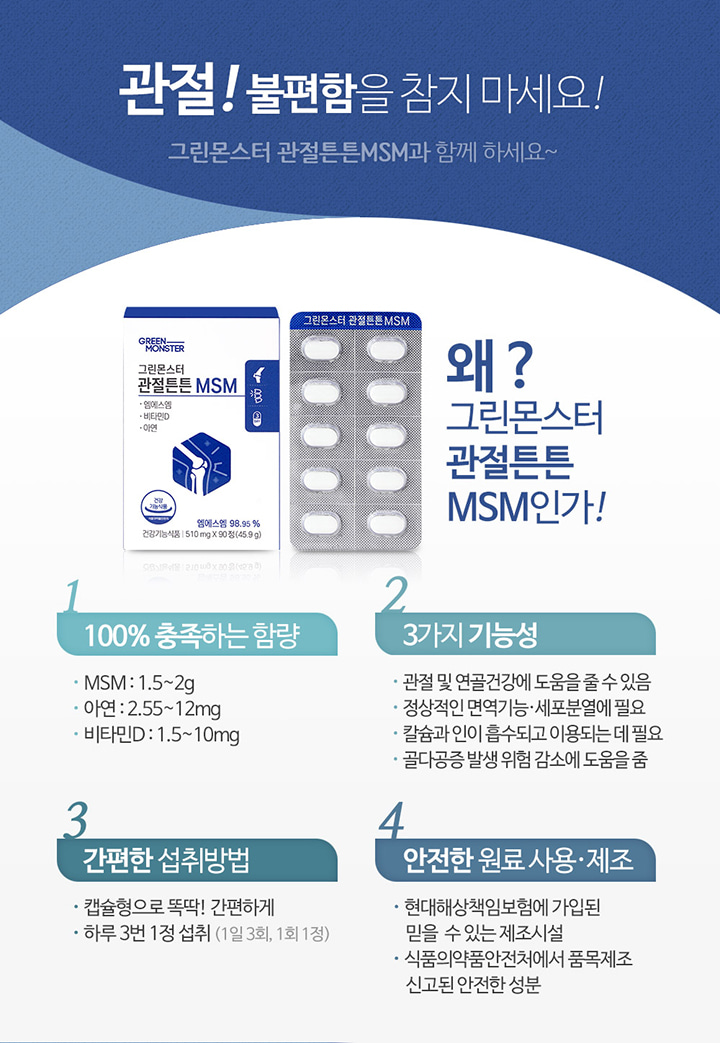 관절! 불편함을 참지 마세요!
그린몬스터 관절튼튼MSM과 함께 하세요~
GREEN
MONSTER
그린몬스터
관절튼튼 MSM
· 엠에스엠
· 비타민D
· 아연
건강
기능식품
엠에스엠 98.95 %
건강기능식품 | 510 mg X 90 정 (45.9 g)
그린몬스터 관절튼튼MSM
왜 ?
그린몬스터
관절튼튼
MSM인가!
1
100% 충족하는 함량
· MSM : 1.5~2g
· 아연 : 2.55~12mg
· 비타민D : 1.5~10mg
2
3가지 기능성
· 관절 및 연골건강에 도움을 줄 수 있음
· 정상적인 면역기능·세포분열에 필요
· 칼슘과 인이 흡수되고 이용되는 데 필요
· 골다공증 발생 위험 감소에 도움을 줌
3
간편한 섭취방법
· 캡슐형으로 똑딱! 간편하게
· 하루 3번 1정 섭취 (1일 3회, 1회 1정)
4
안전한 원료 사용·제조
· 현대해상책임보험에 가입된
믿을 수 있는 제조시설
· 식품의약품안전처에서 품목제조
신고된 안전한 성분